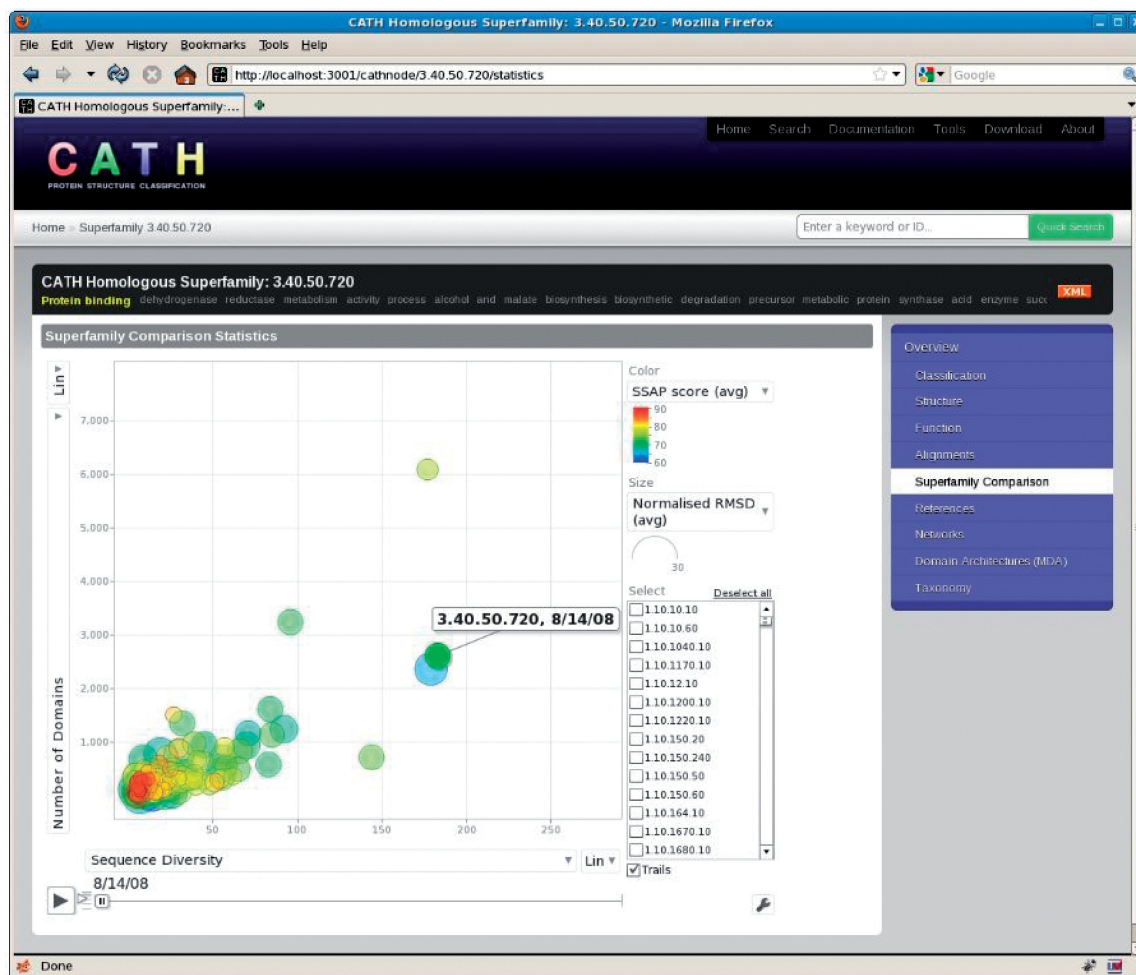 CATH Homologous Superfamily: 3.40.50.720 - Mozilla Firefox
File Edit View History Bookmarks Tools Help
http://localhost:3001/cathnode/3.40.50.720/statistics
Google
CATH Homologous Superfamily:...
Home Search Documentation Tools Download About
CATH
PROTEIN STRUCTURE CLASSIFICATION
Home » Superfamily 3.40.50.720
Enter a keyword or ID...
Quick Search
CATH Homologous Superfamily: 3.40.50.720
Protein binding dehydrogenase reductase metabolism activity process alcohol and malate biosynthesis biosynthetic degradation precursor metabolic protein synthase acid enzyme succ
XML
Superfamily Comparison Statistics
Lin
7,000
6,000
5,000
4,000
3,000
2,000
1,000
Number of Domains
3.40.50.720, 8/14/08
50 100 150 200 250
Sequence Diversity
Lin
8/14/08
Color
SSAP score (avg)
90
80
70
60
Size
Normalised RMSD
(avg)
30
Select Deselect all
1.10.10.10
1.10.10.60
1.10.1040.10
1.10.1170.10
1.10.12.10
1.10.1200.10
1.10.1220.10
1.10.150.20
1.10.150.240
1.10.150.50
1.10.150.60
1.10.164.10
1.10.1670.10
1.10.1680.10
Trails
Overview
Classification
Structure
Function
Alignments
Superfamily Comparison
References
Networks
Domain Architectures (MDA)
Taxonomy
Done